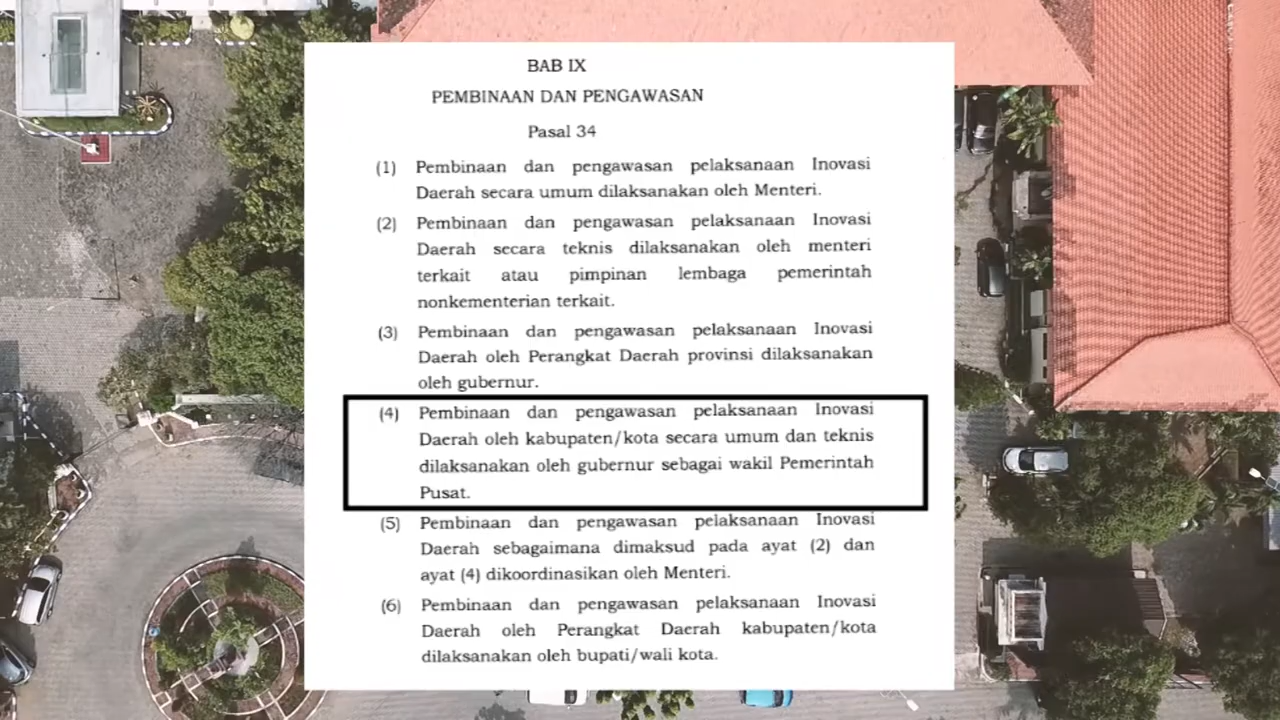 BAB IX
PEMBINAAN DAN PENGAWASAN
Pasal 34
(1) Pembinaan dan pengawasan pelaksanaan Inovasi
Daerah secara umum dilaksanakan oleh Menteri.
(2) Pembinaan dan pengawasan pelaksanaan Inovasi
Daerah secara teknis dilaksanakan oleh menteri
terkait atau pimpinan lembaga pemerintah
nonkementerian terkait.
(3) Pembinaan dan pengawasan pelaksanaan Inovasi
Daerah oleh Perangkat Daerah provinsi dilaksanakan
oleh gubernur.
(4) Pembinaan dan pengawasan pelaksanaan Inovasi
Daerah oleh kabupaten/kota secara umum dan teknis
dilaksanakan oleh gubernur sebagai wakil Pemerintah
Pusat.
(5) Pembinaan dan pengawasan pelaksanaan Inovasi
Daerah sebagaimana dimaksud pada ayat (2) dan
ayat (4) dikoordinasikan oleh Menteri.
(6) Pembinaan dan pengawasan pelaksanaan Inovasi
Daerah oleh Perangkat Daerah kabupaten/kota
dilaksanakan oleh bupati/wali kota.